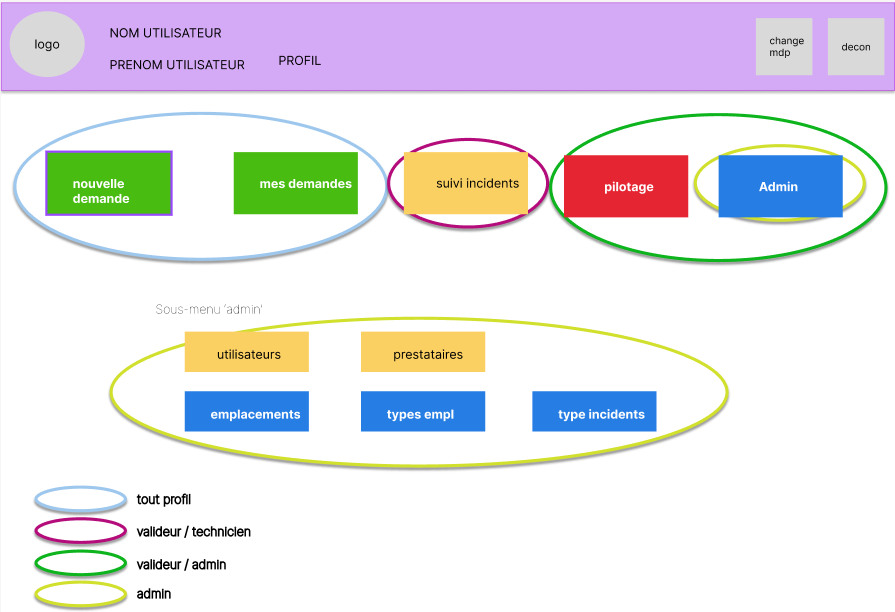 logo
NOM UTILISATEUR
PRENOM UTILISATEUR
PROFIL
change
mdp
decon
nouvelle
demande
mes demandes
suivi incidents
pilotage
Admin
Sous-menu 'admin'
utilisateurs
prestataires
emplacements
types empl
type incidents
tout profil
valideur / technicien
valideur / admin
admin